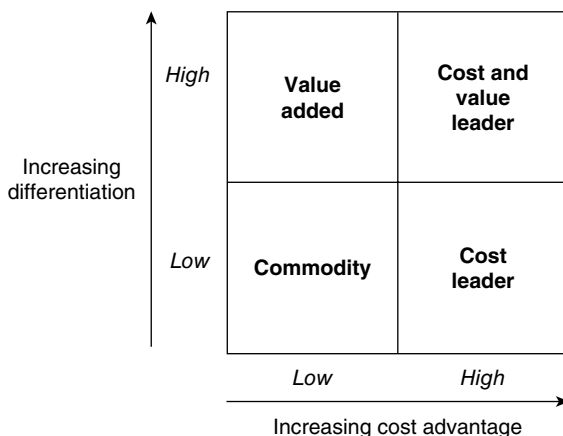 High
Value
added
Cost and
value
leader
Increasing
differentiation
Low
Commodity
Cost
leader
Low
High
Increasing cost advantage